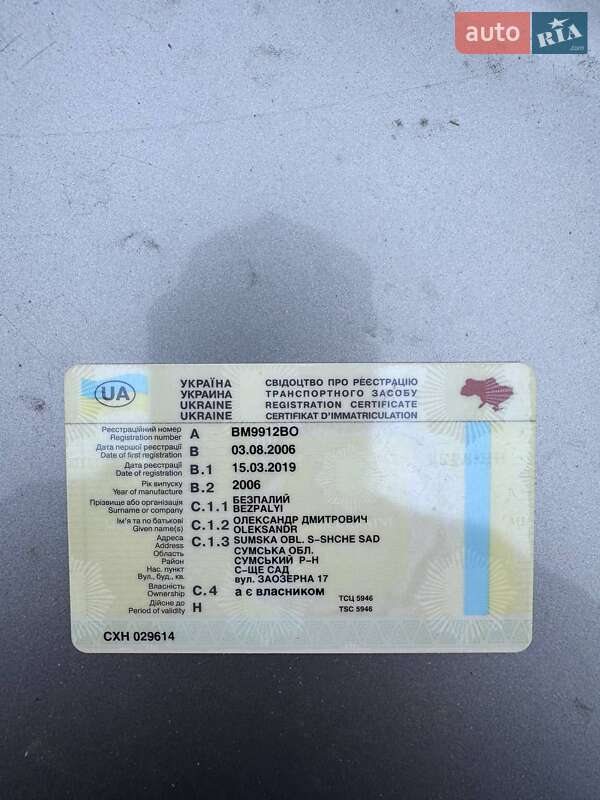 auto RIA .com
UA
УКРАЇНА СВІДОЦТВО ПРО РЕЄСТРАЦІЮ
УКРАИНА ТРАНСПОРТНОГО ЗАСОБУ
UKRAINE REGISTRATION CERTIFICATE
UKRAINE CERTIFIKAT D'IMMATRICULATION
Реєстраційний номер
Registration number A BM9912BO
Дата першої реєстрації
Date of first registration B 03.08.2006
Дата реєстрації
Date of registration B.1 15.03.2019
Рік випуску
Year of manufacture B.2 2006
Прізвище або організація БЕЗПАЛИЙ
Surname or company C.1.1 BEZPALYI
Ім'я та по батькові ОЛЕКСАНДР ДМИТРОВИЧ
Given name(s) C.1.2 OLEKSANDR
Адреса
Address C.1.3 SUMSKA OBL. S-SHCHE SAD
Область СУМСЬКА ОБЛ.
Район СУМСЬКИЙ Р-Н
Нас. пункт С-ЩЕ САД
Вул., буд., кв. вул. ЗАОЗЕРНА 17
Власність
Ownership C.4 а є власником ТСЦ 5946
Дійсне до
Period of validity H TSC 5946
СХН 029614